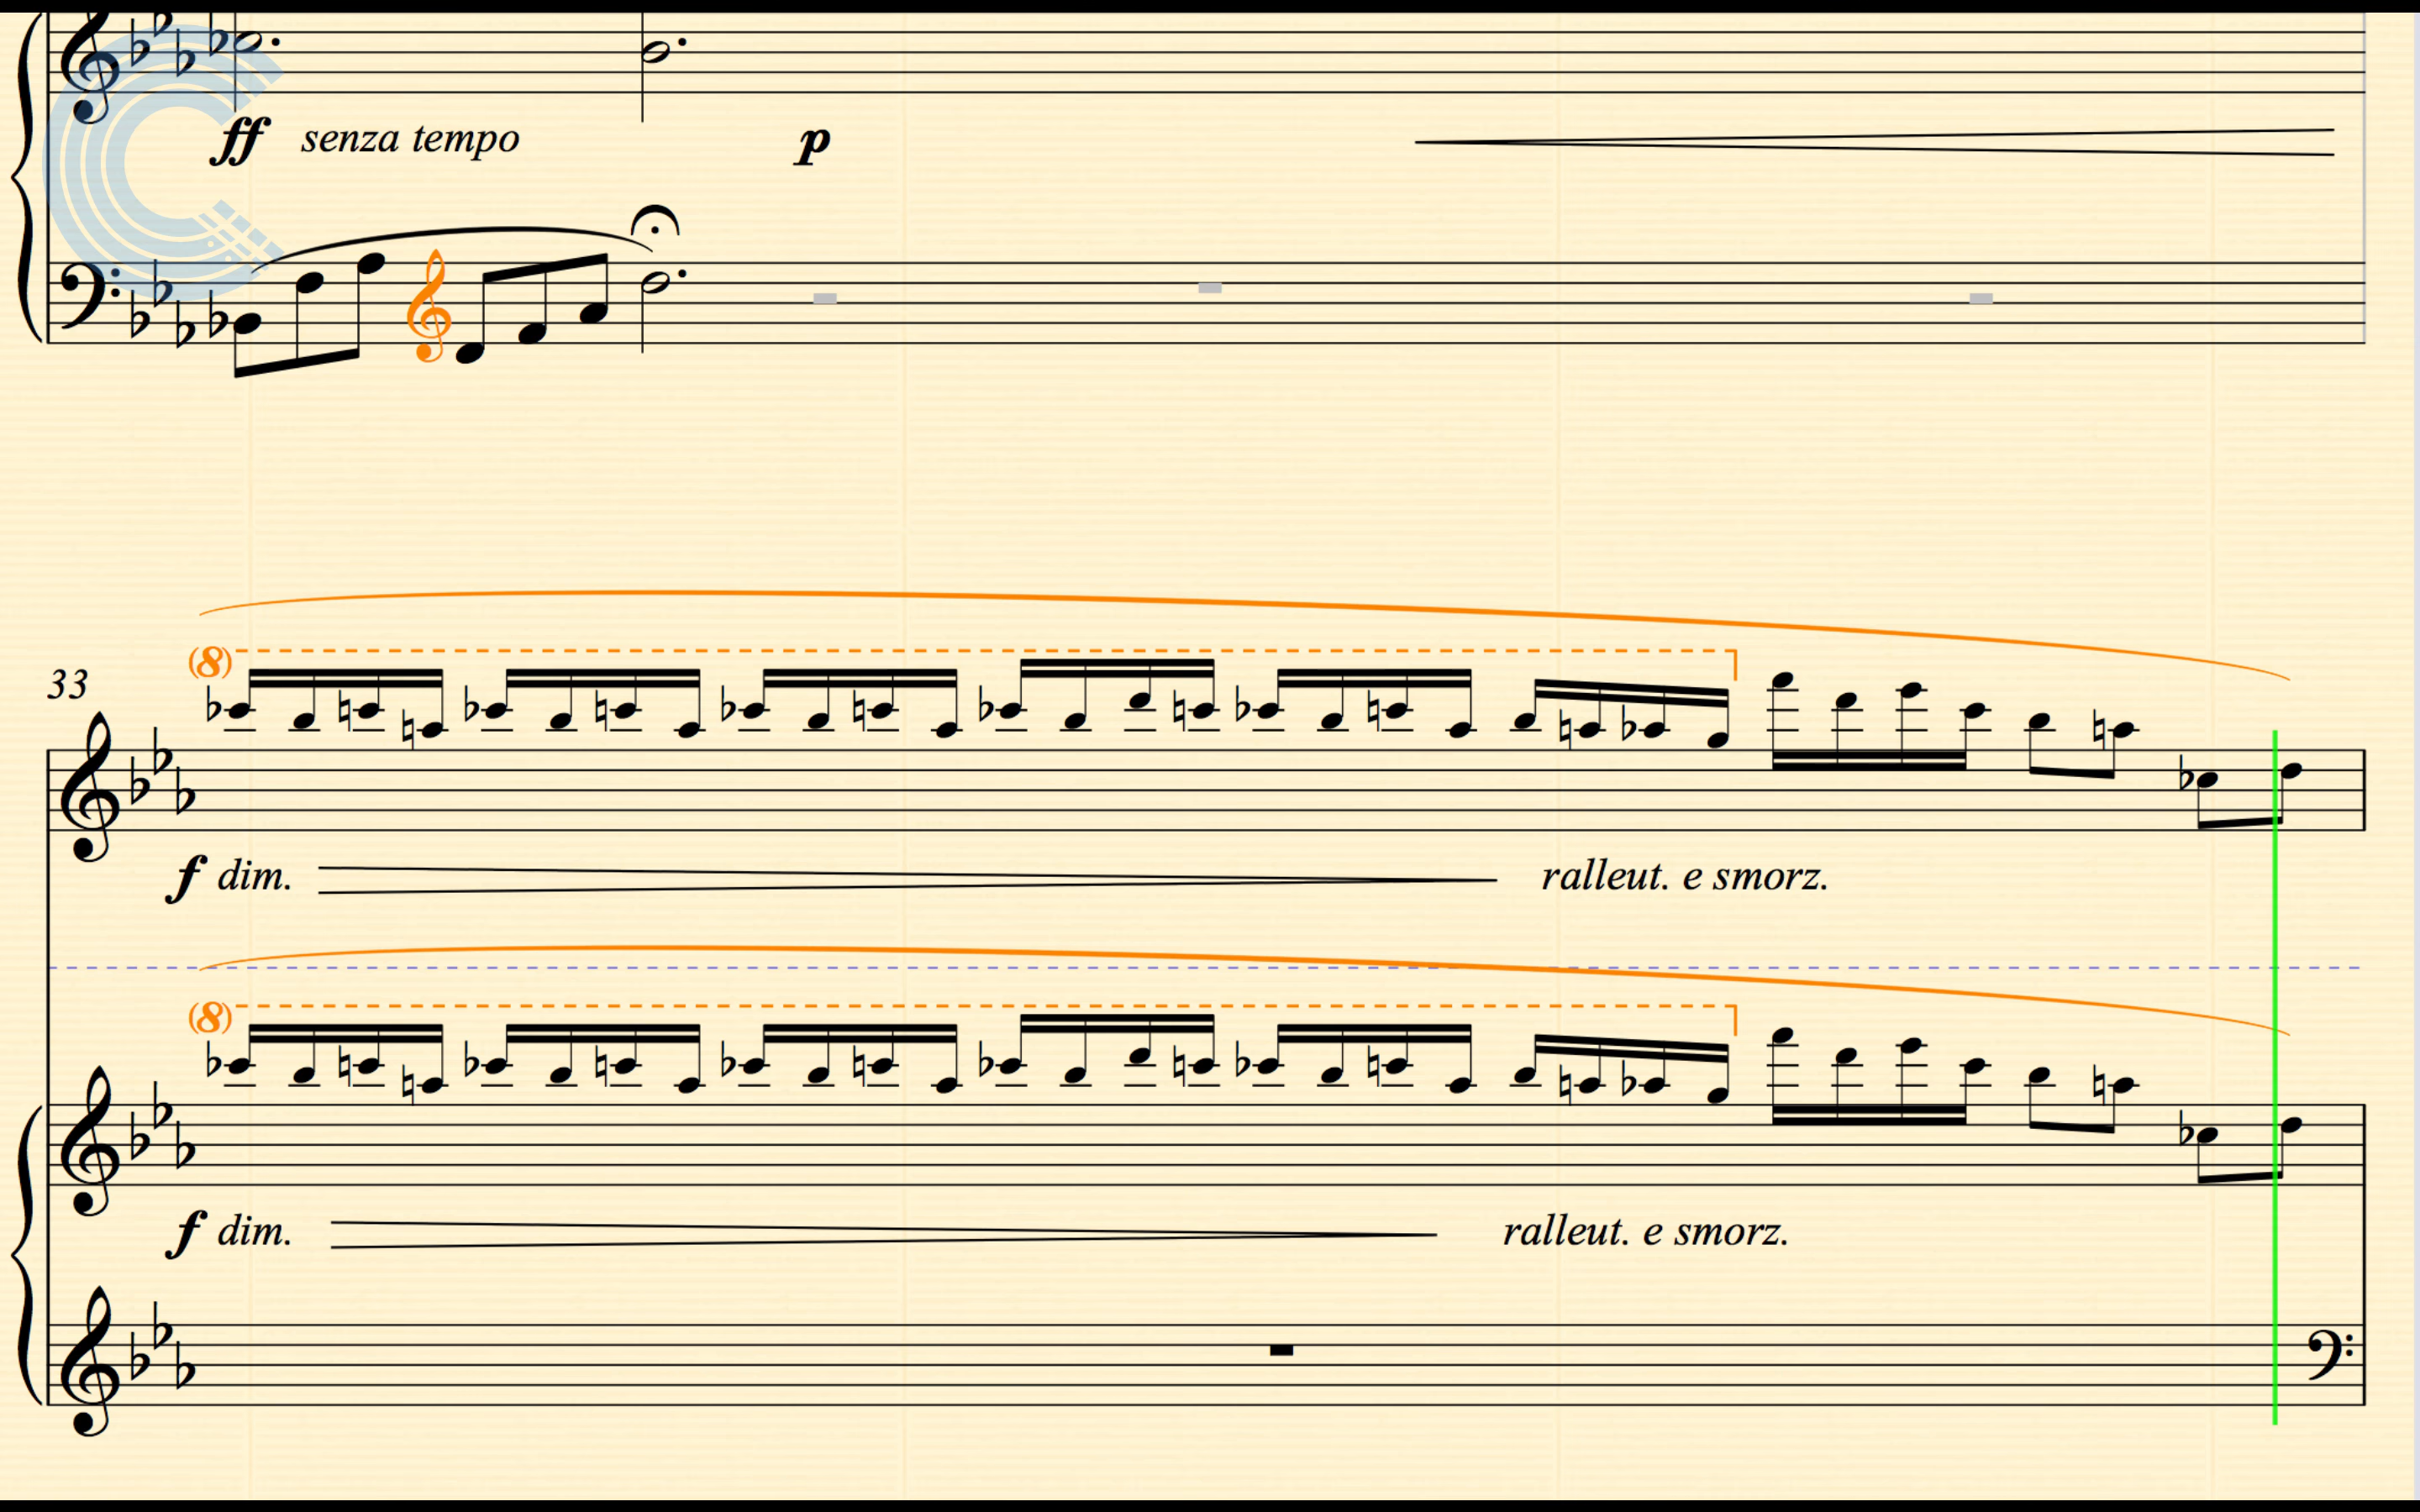 ff senza tempo p
(8)
33
f dim. ralleut. e smorz.
(8)
f dim. ralleut. e smorz.